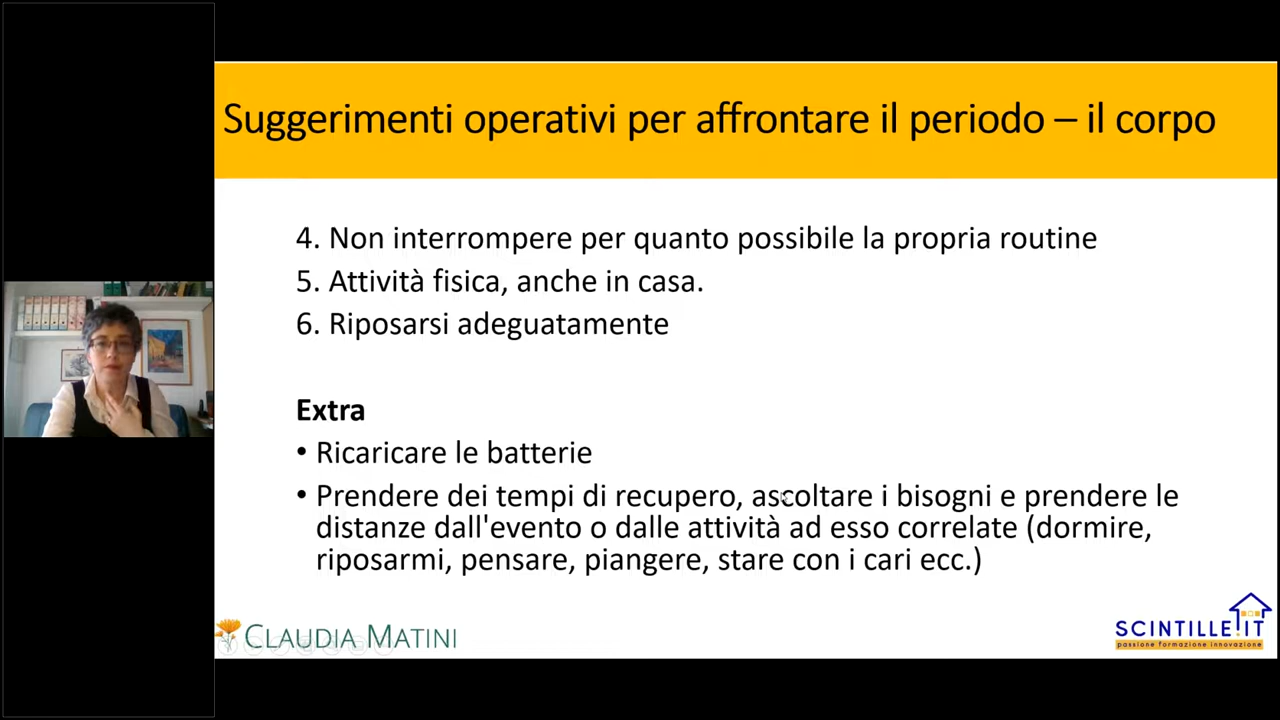 Suggerimenti operativi per affrontare il periodo – il corpo
4. Non interrompere per quanto possibile la propria routine
5. Attività fisica, anche in casa.
6. Riposarsi adeguatamente
Extra
• Ricaricare le batterie
• Prendere dei tempi di recupero, ascoltare i bisogni e prendere le
distanze dall'evento o dalle attività ad esso correlate (dormire,
riposarmi, pensare, piangere, stare con i cari ecc.)
CLAUDIA MATINI
SCINTILLE.IT
passione formazione innovazione